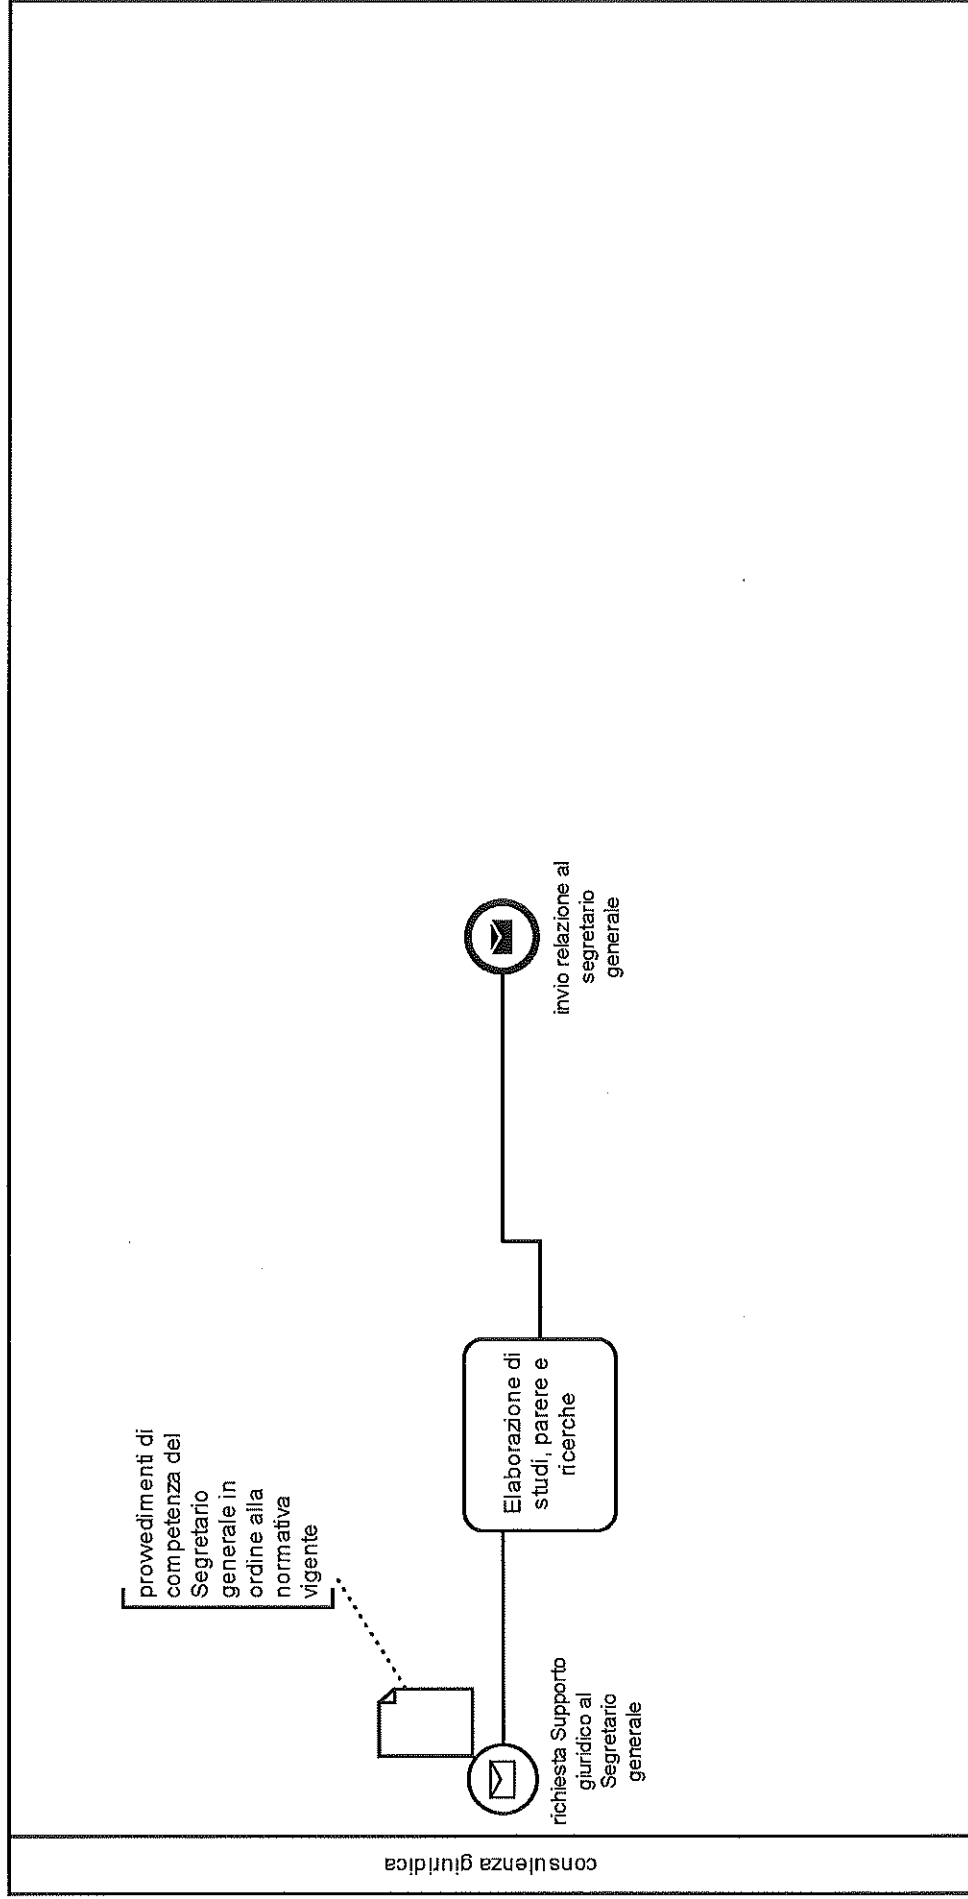 consulenza giuridica
provvedimenti di
competenza del
Segretario
generale in
ordine alla
normativa
vigente
richiesta Supporto
giuridico al
Segretario
generale
Elaborazione di
studi, parere e
ricerche
invio relazione al
segretario
generale